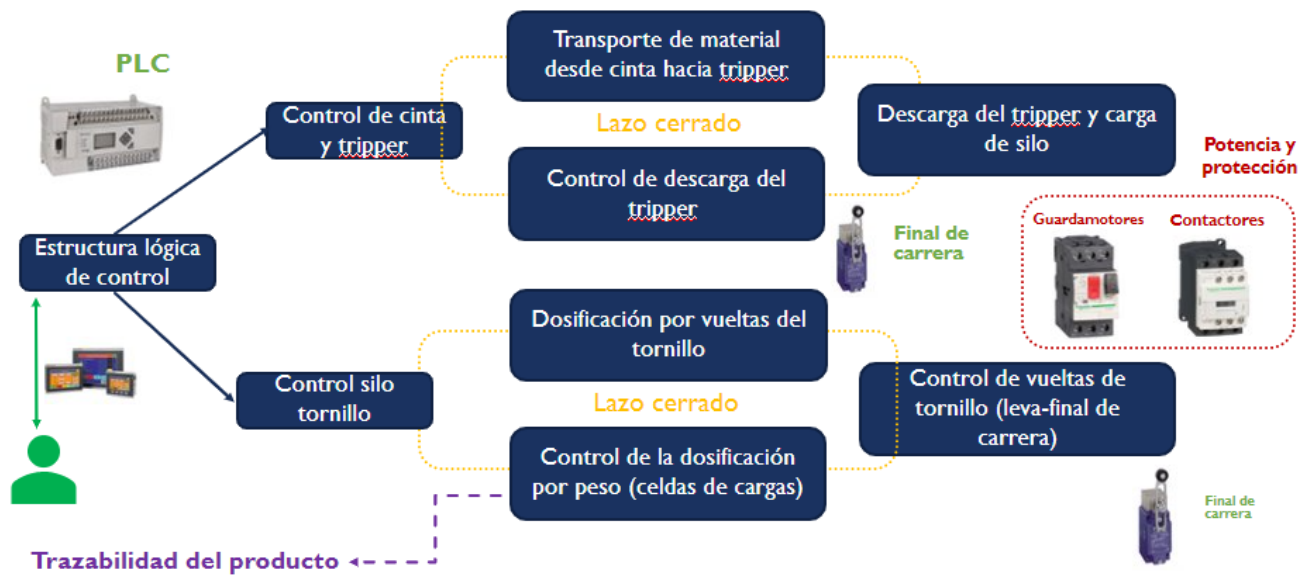 PLC
Transporte de material
desde cinta hacia tripper
Control de cinta
y tripper
Lazo cerrado
Descarga del tripper y carga
de silo
Potencia y
protección
Control de descarga del
tripper
Guardamotores
Contactores
Final de
carrera
Estructura lógica
de control
Dosificación por vueltas del
tornillo
Control silo
tornillo
Lazo cerrado
Control de vueltas de
tornillo (leva-final de
carrera)
Control de la dosificación
por peso (celdas de cargas)
Final de
carrera
Trazabilidad del producto